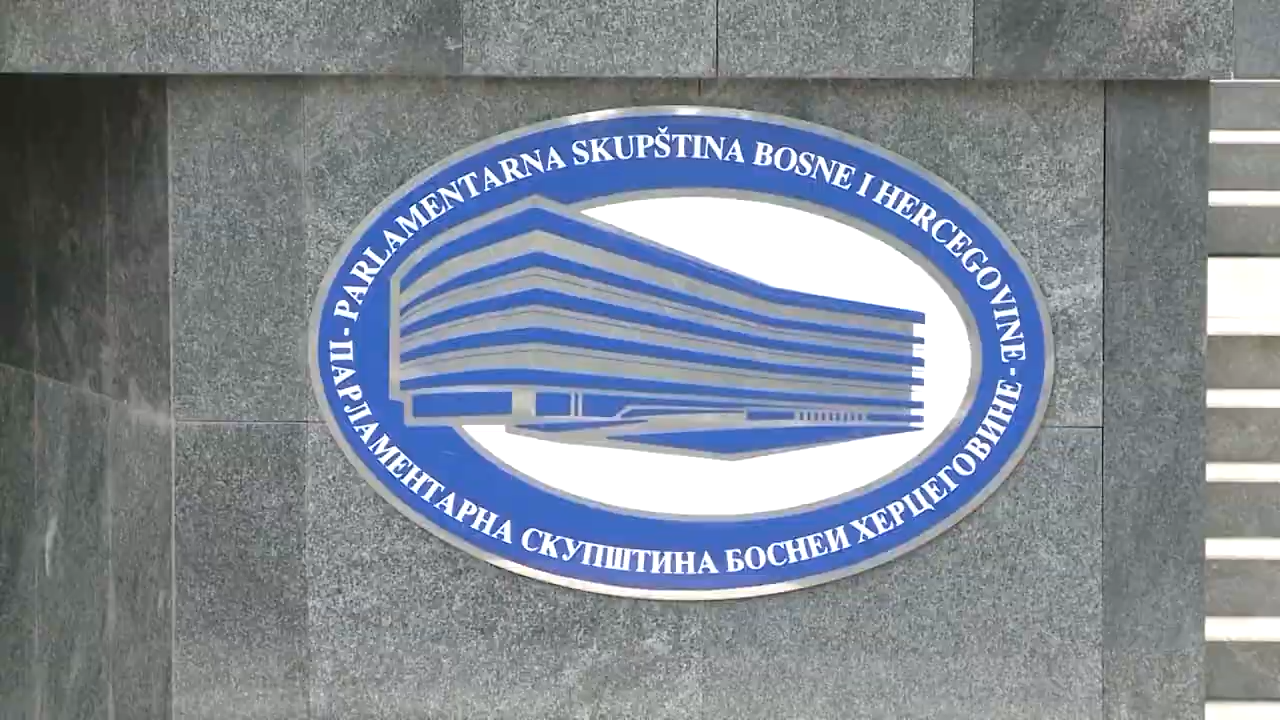 - PARLAMENTARNA SKUPŠTINA BOSNE I HERCEGOVINE -
ПАРЛАМЕНТАРНА СКУПШТИНА БОСНЕИ ХЕРЦЕГОВИНЕ